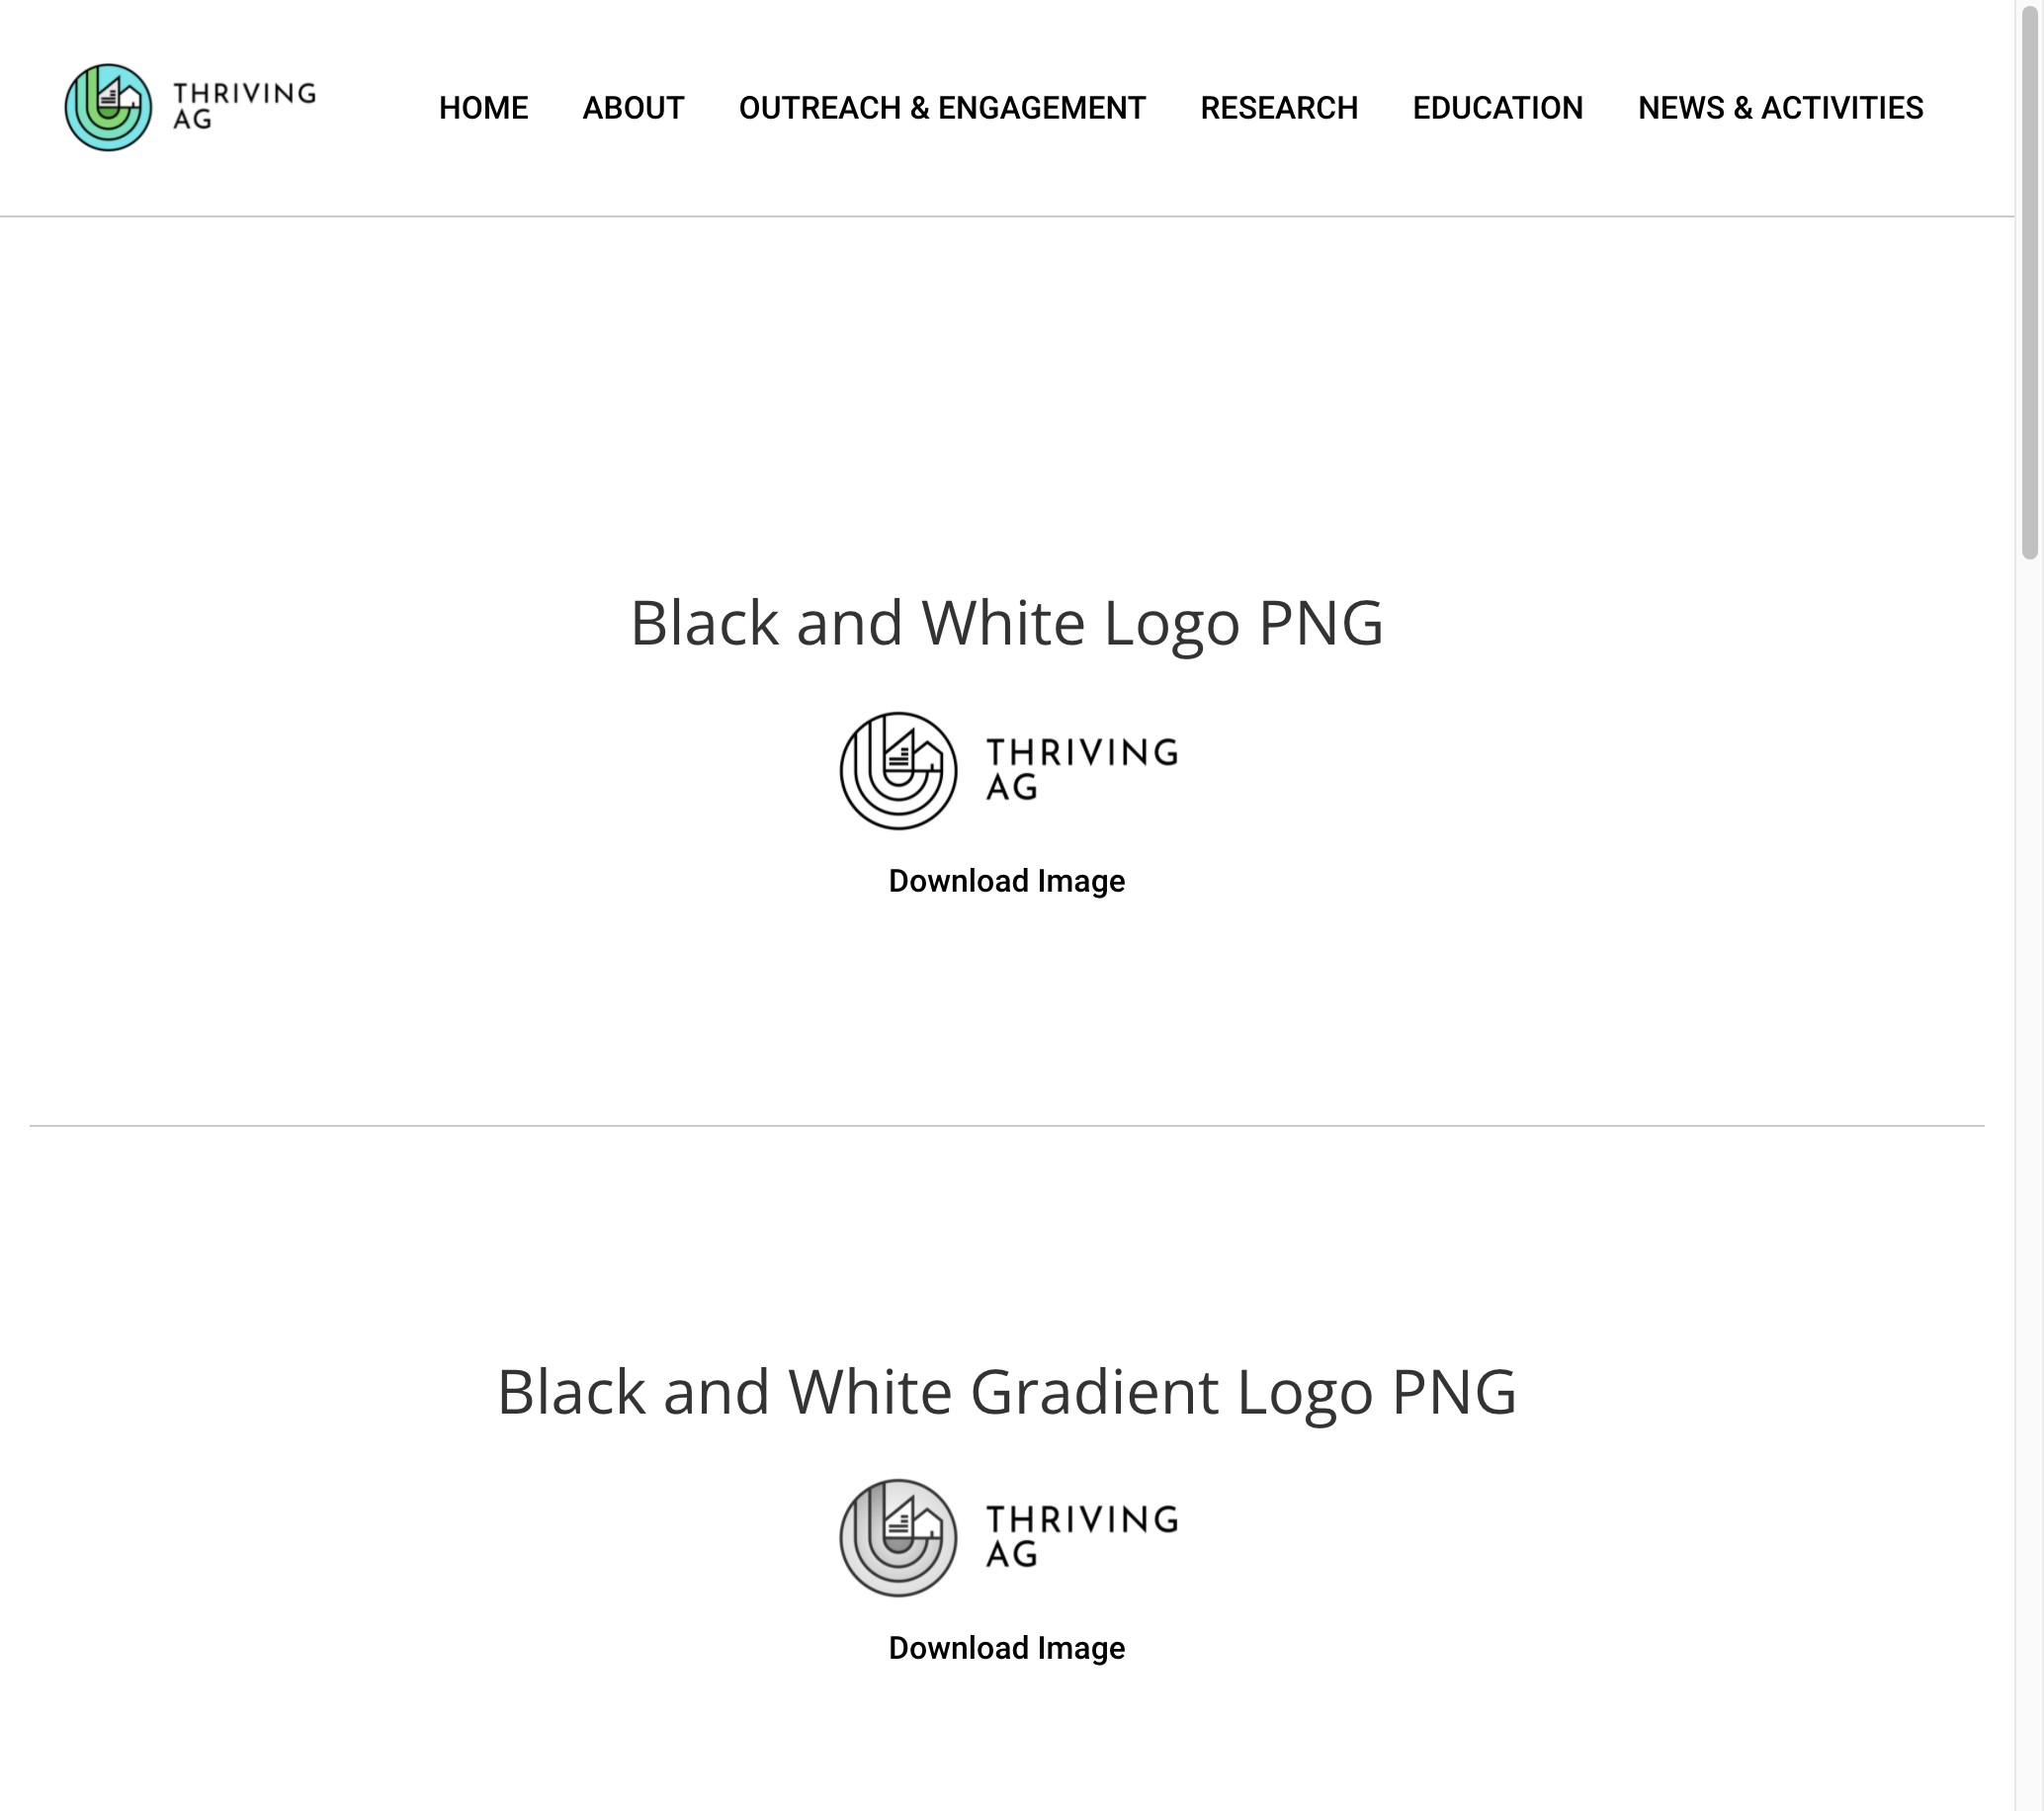 THRIVING
AG
HOME ABOUT OUTREACH & ENGAGEMENT RESEARCH EDUCATION NEWS & ACTIVITIES
Black and White Logo PNG
THRIVING
AG
Download Image
Black and White Gradient Logo PNG
THRIVING
AG
Download Image